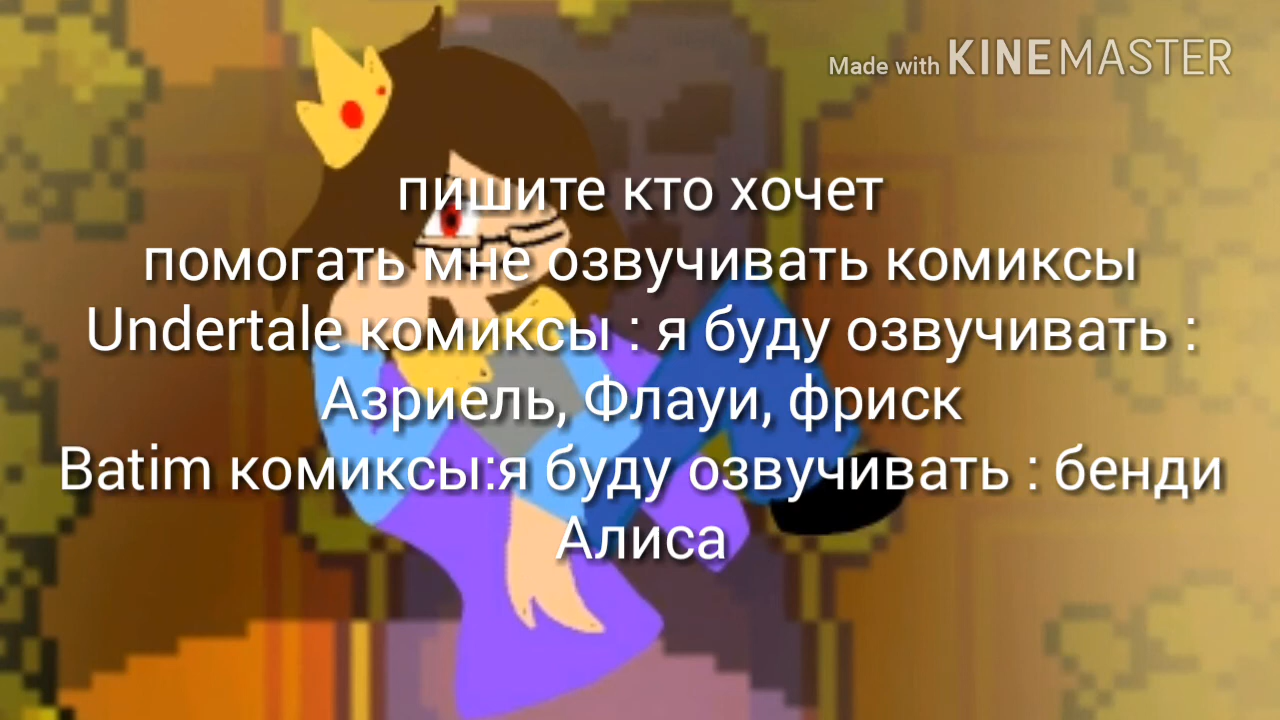 Made with KINEMASTER
пишите кто хочет
помогать мне озвучивать комиксы
Undertale комиксы : я буду озвучивать :
Азриель, Флауи, фриск
Batim комиксы:я буду озвучивать : бенди
Алиса